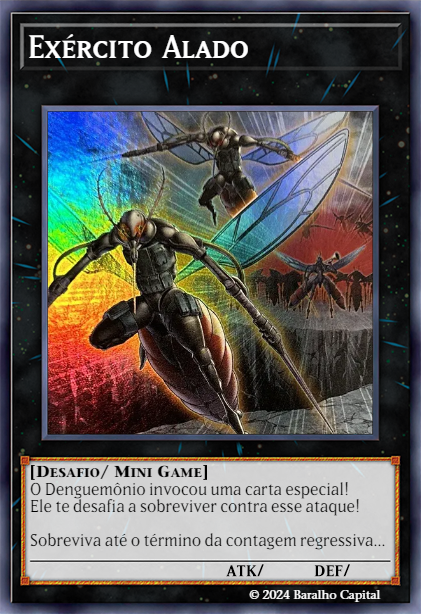 Exército Alado
[Desafio/ Mini Game]
O Denguemônio invocou uma carta especial!
Ele te desafia a sobreviver contra esse ataque!
Sobreviva até o término da contagem regressiva...
ATK/ DEF/
© 2024 Baralho Capital